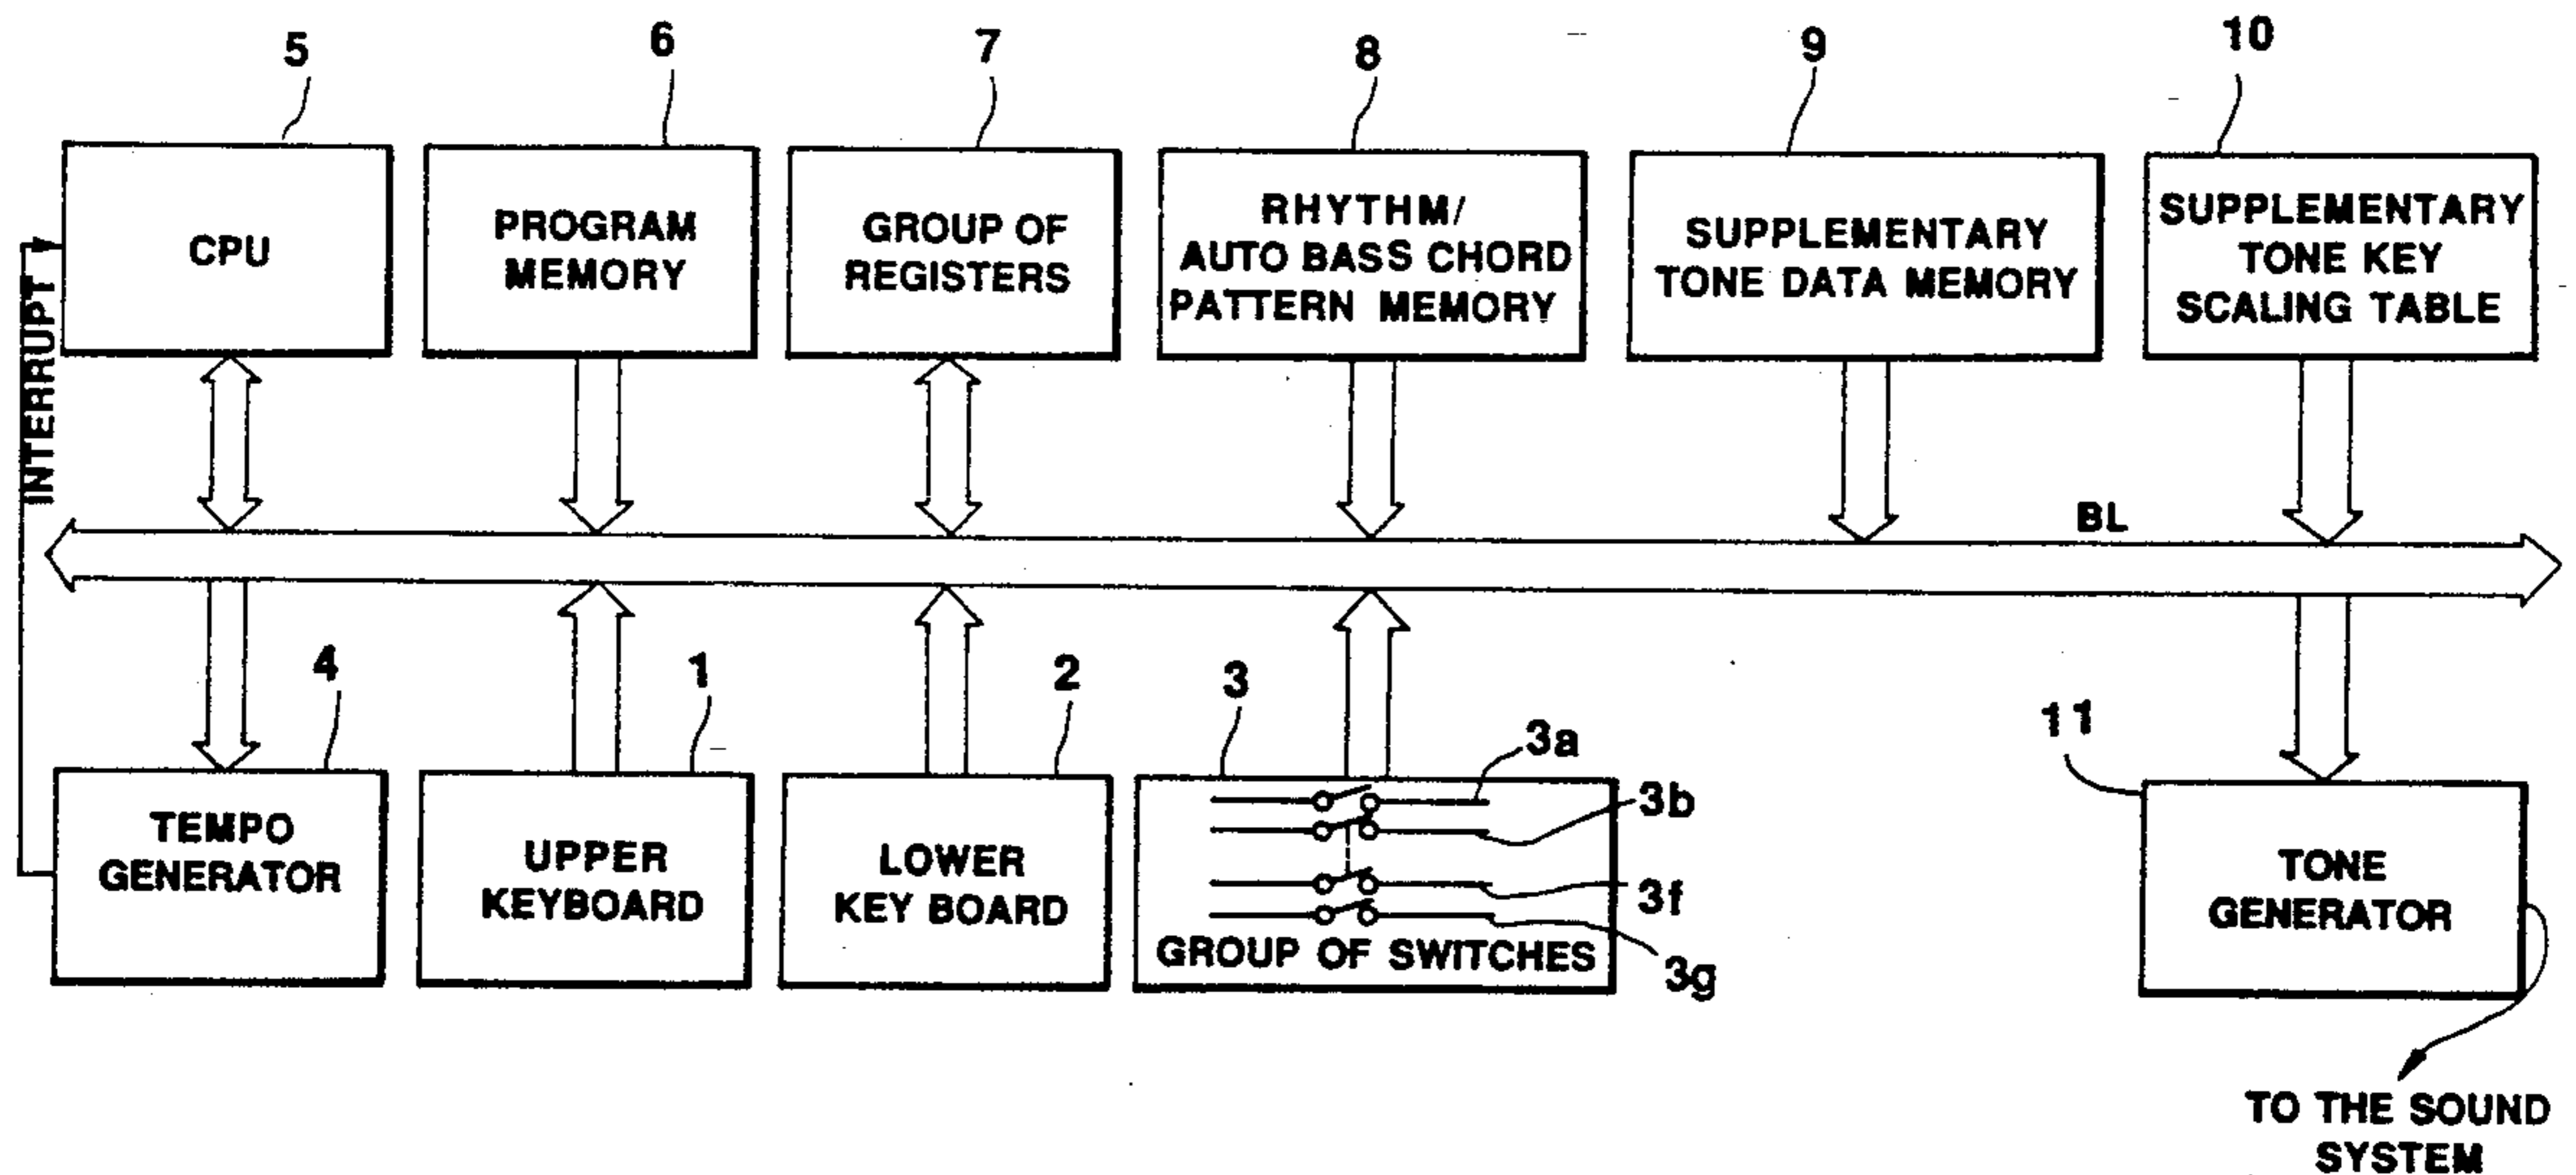 5
6
7
8
9
10
CPU
PROGRAM
MEMORY
GROUP OF
REGISTERS
RHYTHM/
AUTO BASS CHORD
PATTERN MEMORY
SUPPLEMENTARY
TONE DATA MEMORY
SUPPLEMENTARY
TONE KEY
SCALING TABLE
INTERRUPT
BL
4
1
2
3
3a
3b
3f
3g
11
TEMPO
GENERATOR
UPPER
KEYBOARD
LOWER
KEY BOARD
GROUP OF SWITCHES
TONE
GENERATOR
TO THE SOUND
SYSTEM